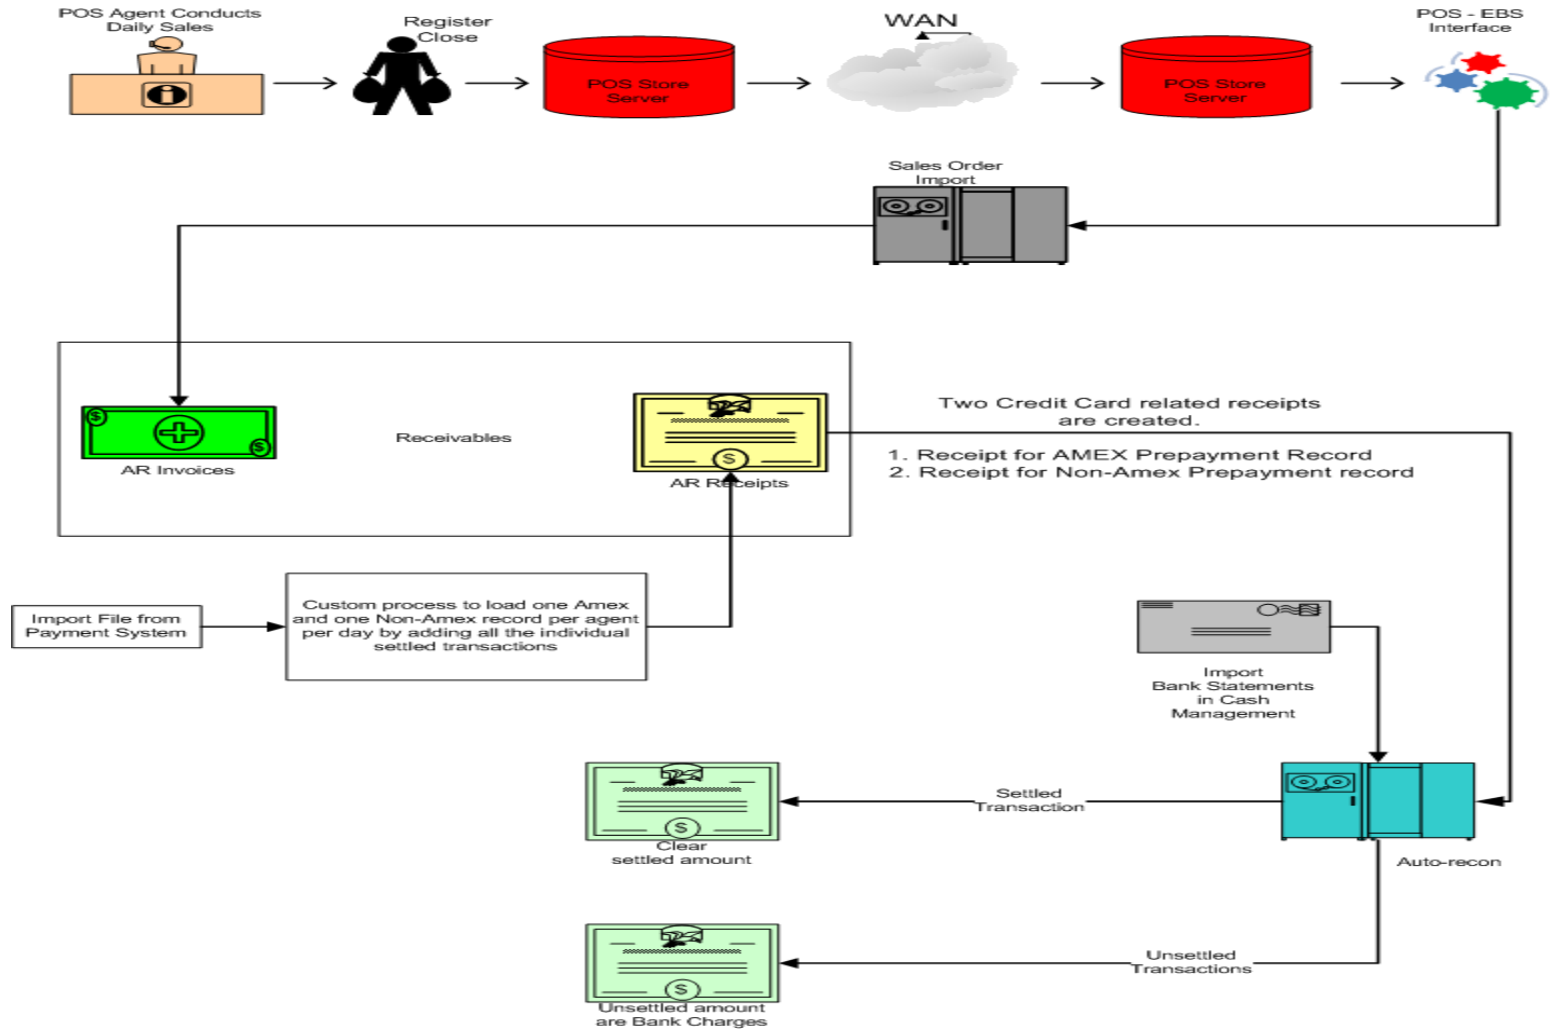 POS Agent Conducts
Daily Sales
Register
Close
WAN
POS - EBS
Interface
POS Store
Server
POS Store
Server
Sales Order
Import
Two Credit Card related receipts
are created.
1. Receipt for AMEX Prepayment Record
2. Receipt for Non-Amex Prepayment record
$
$
Receivables
$
AR Invoices
AR Receipts
Import File from
Payment System
Custom process to load one Amex
and one Non-Amex record per agent
per day by adding all the individual
settled transactions
Import
Bank Statements
in Cash
Management
Settled
Transaction
$
Clear
settled amount
Auto-recon
Unsettled
Transactions
$
Unsettled amount
are Bank Charges